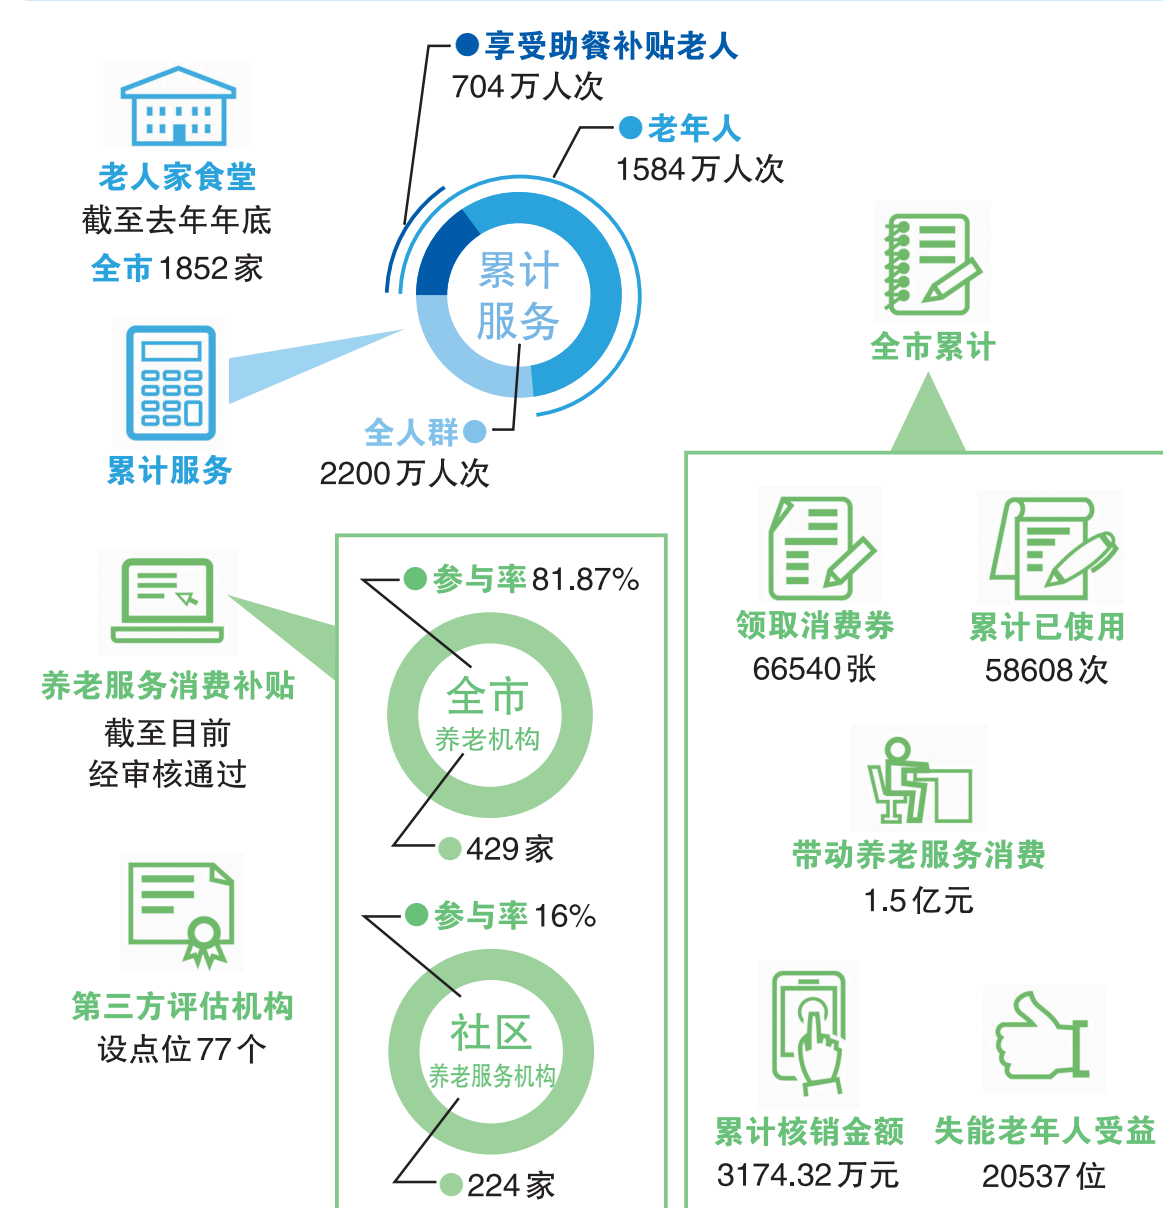 享受助餐补贴老人
704万人次
老年人
1584万人次
老人家食堂
截至去年年底
全市1852家
累计
服务
累计服务
全人群
2200万人次
全市累计
养老服务消费补贴
截至目前
经审核通过
参与率81.87%
全市
养老机构
429家
参与率16%
社区
养老服务机构
224家
第三方评估机构
设点位77个
领取消费券
66540张
累计已使用
58608次
带动养老服务消费
1.5亿元
累计核销金额
3174.32万元
失能老年人受益
20537位